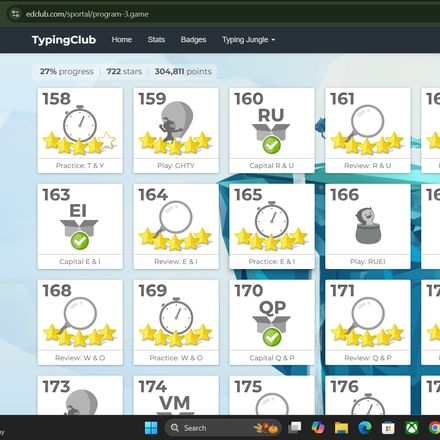 edclub.com/sportal/program-3.game
TypingClub Home Stats Badges Typing Jungle
27% progress 722 stars 304,811 points
158 159 160 161
RU
Practice: T & Y Play: GHTY Capital R & U Review: R & U
163 164 165 166
EI
Capital E & I Review: E & I Practice: E & I Play: RUEI
168 169 170 171
QP
Review: W & O Practice: W & O Capital Q & P Review: Q & P
173 174 175 176
VM
Search